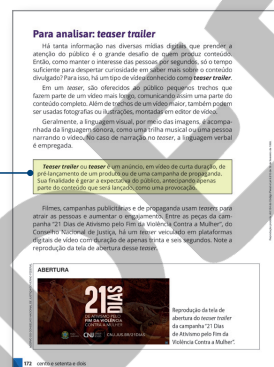 Para analisar: teaser trailer
Há tanta informação nas diversas mídias digitais que prender a
atenção do público é o grande desafio de quem produz conteúdo.
Então, como manter o interesse das pessoas por segundos, só o tempo
suficiente para despertar curiosidade em saber mais sobre o conteúdo
divulgado? Para isso, há um tipo de vídeo conhecido como teaser trailer.
Em um teaser, são oferecidos ao público pequenos trechos que
fazem parte de um vídeo mais longo, comunicando assim uma parte do
conteúdo completo. Além de trechos de um vídeo maior, também podem
ser usadas fotografias ou ilustrações, montadas em editor de vídeo.
Geralmente, a linguagem visual, por meio das imagens, é acompa-
nhada da linguagem sonora, como uma trilha musical ou uma pessoa
narrando o vídeo. No caso de narração no teaser, a linguagem verbal
é empregada.
Teaser trailer ou teaser é um anúncio, em vídeo de curta duração, de
pré-lançamento de um produto ou de uma campanha de propaganda.
Sua finalidade é gerar a expectativa do público, antecipando apenas
parte do conteúdo que será lançado, como uma provocação.
Filmes, campanhas publicitárias e de propaganda usam teasers para
atrair as pessoas e aumentar o engajamento. Entre as peças da cam-
panha "21 Dias de Ativismo pelo Fim da Violência Contra a Mulher", do
Conselho Nacional de Justiça, há um teaser veiculado em plataformas
digitais de vídeo com duração de apenas trinta e seis segundos. Note a
reprodução da tela de abertura desse teaser.
ABERTURA
21 DIAS
DE ATIVISMO PELO
FIM DA VIOLÊNCIA
CONTRA A MULHER
CNJ
CNJ.JUS.BR/21DIAS
Reprodução da tela de
abertura do teaser trailer
da campanha "21 Dias
de Ativismo pelo Fim da
Violência Contra a Mulher".
172 cento e setenta e dois